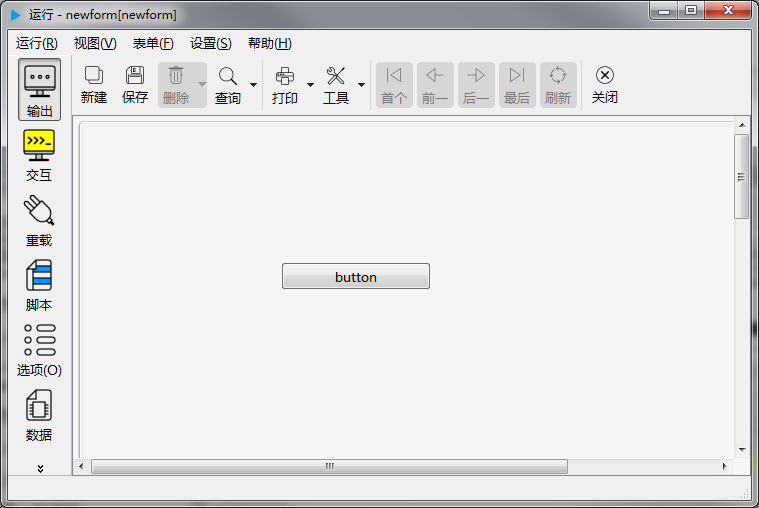 运行 - newform[newform]
运行(R) 视图(V) 表单(F) 设置(S) 帮助(H)
新建 保存 删除 查询 打印 工具 首个 前一 后一 最后 刷新 关闭
输出
交互
重载
脚本
选项(O)
数据
button